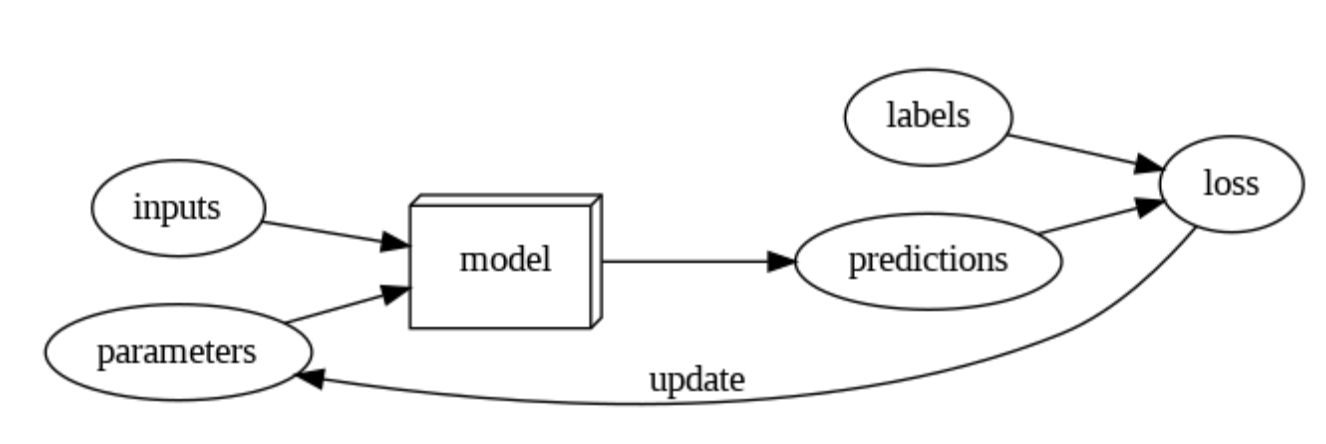 labels
inputs
loss
model
predictions
parameters
update